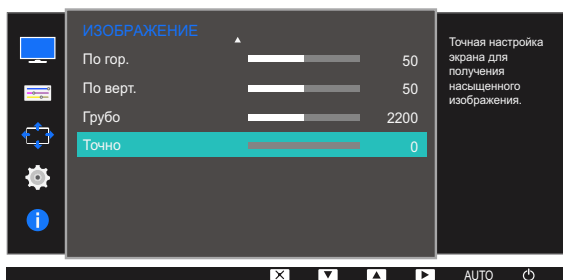 ИЗОБРАЖЕНИЕ
По гор. 50
По верт. 50
Грубо 2200
Точно 0
Точная настройка
экрана для
получения
насыщенного
изображения.
AUTO